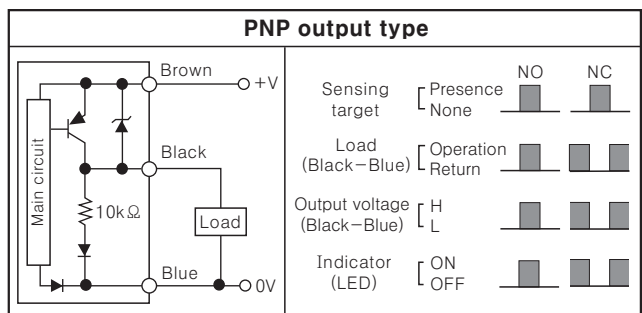 PNP output type
Main circuit
10kΩ
Brown
+V
Black
Load
Blue
0V
NO NC
Sensing target
Presence
None
Load (Black-Blue)
Operation
Return
Output voltage (Black-Blue)
H
L
Indicator (LED)
ON
OFF